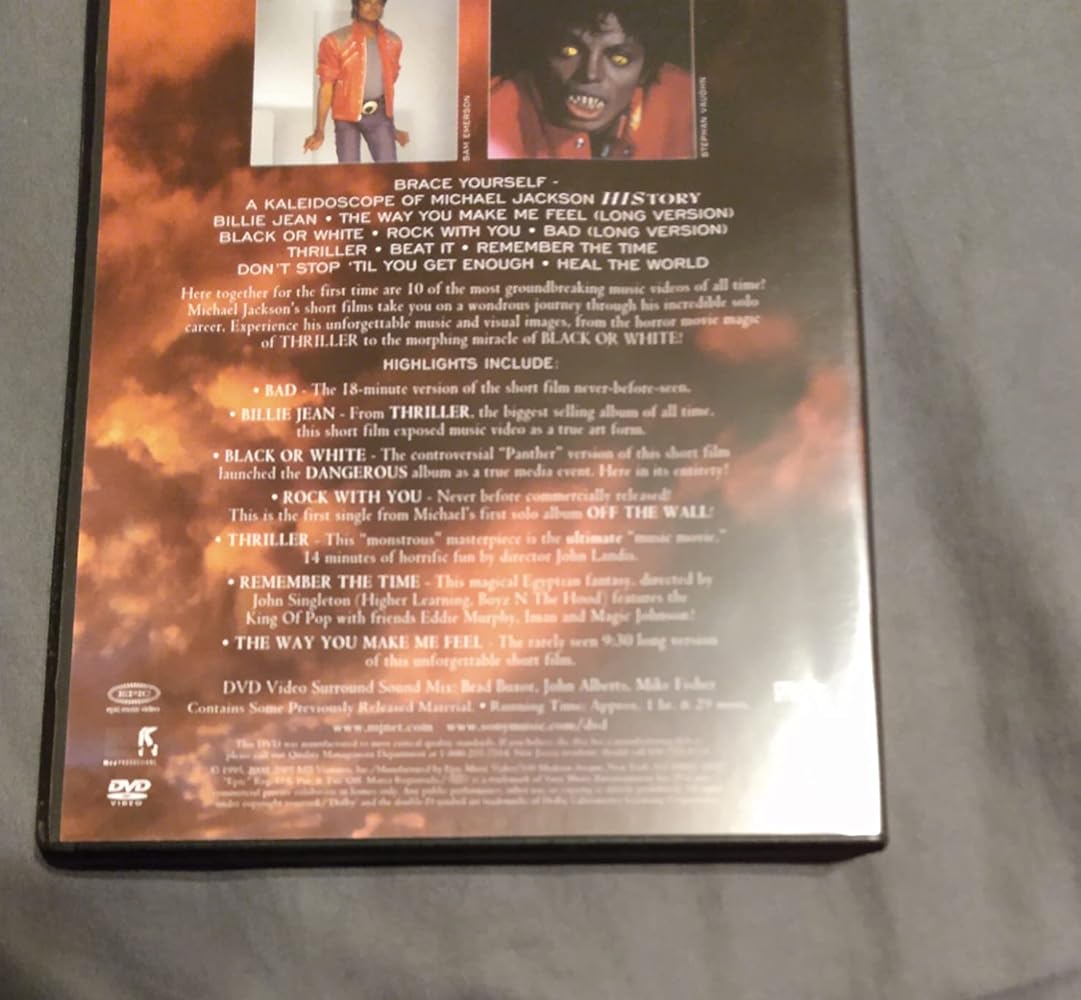 SAM EMERSON
STEPHAN VAUGHN
BRACE YOURSELF -
A KALEIDOSCOPE OF MICHAEL JACKSON HISTORY
BILLIE JEAN • THE WAY YOU MAKE ME FEEL (LONG VERSION)
BLACK OR WHITE • ROCK WITH YOU • BAD (LONG VERSION)
THRILLER • BEAT IT • REMEMBER THE TIME
DON'T STOP 'TIL YOU GET ENOUGH • HEAL THE WORLD
Here together for the first time are 10 of the most groundbreaking music videos of all time!
Michael Jackson's short films take you on a wondrous journey through his incredible solo
career. Experience his unforgettable music and visual images, from the horror movie magic
of THRILLER to the morphing miracle of BLACK OR WHITE!
HIGHLIGHTS INCLUDE:
• BAD - The 18-minute version of the short film never-before-seen.
• BILLIE JEAN - From THRILLER, the biggest selling album of all time,
this short film exposed music video as a true art form.
• BLACK OR WHITE - The controversial "Panther" version of this short film
launched the DANGEROUS album as a true media event. Here in its entirety!
• ROCK WITH YOU - Never before commercially released!
This is the first single from Michael's first solo album OFF THE WALL!
• THRILLER - This "monstrous" masterpiece is the ultimate "music movie."
14 minutes of horrific fun by director John Landis.
• REMEMBER THE TIME - This magical Egyptian fantasy, directed by
John Singleton (Higher Learning, Boyz N The Hood) features the
King Of Pop with friends Eddie Murphy, Iman and Magic Johnson!
• THE WAY YOU MAKE ME FEEL - The rarely seen 9:30 long version
of this unforgettable short film.
DVD Video Surround Sound Mix: Brad Buxer, John Alberts, Mike Fisher
Contains Some Previously Released Material. • Running Time: Approx. 1 hr. & 29 mins.
www.mjnet.com www.sonymusic.com/dvd
EPIC
epic music video
MJJ PRODUCTIONS
DVD
VIDEO